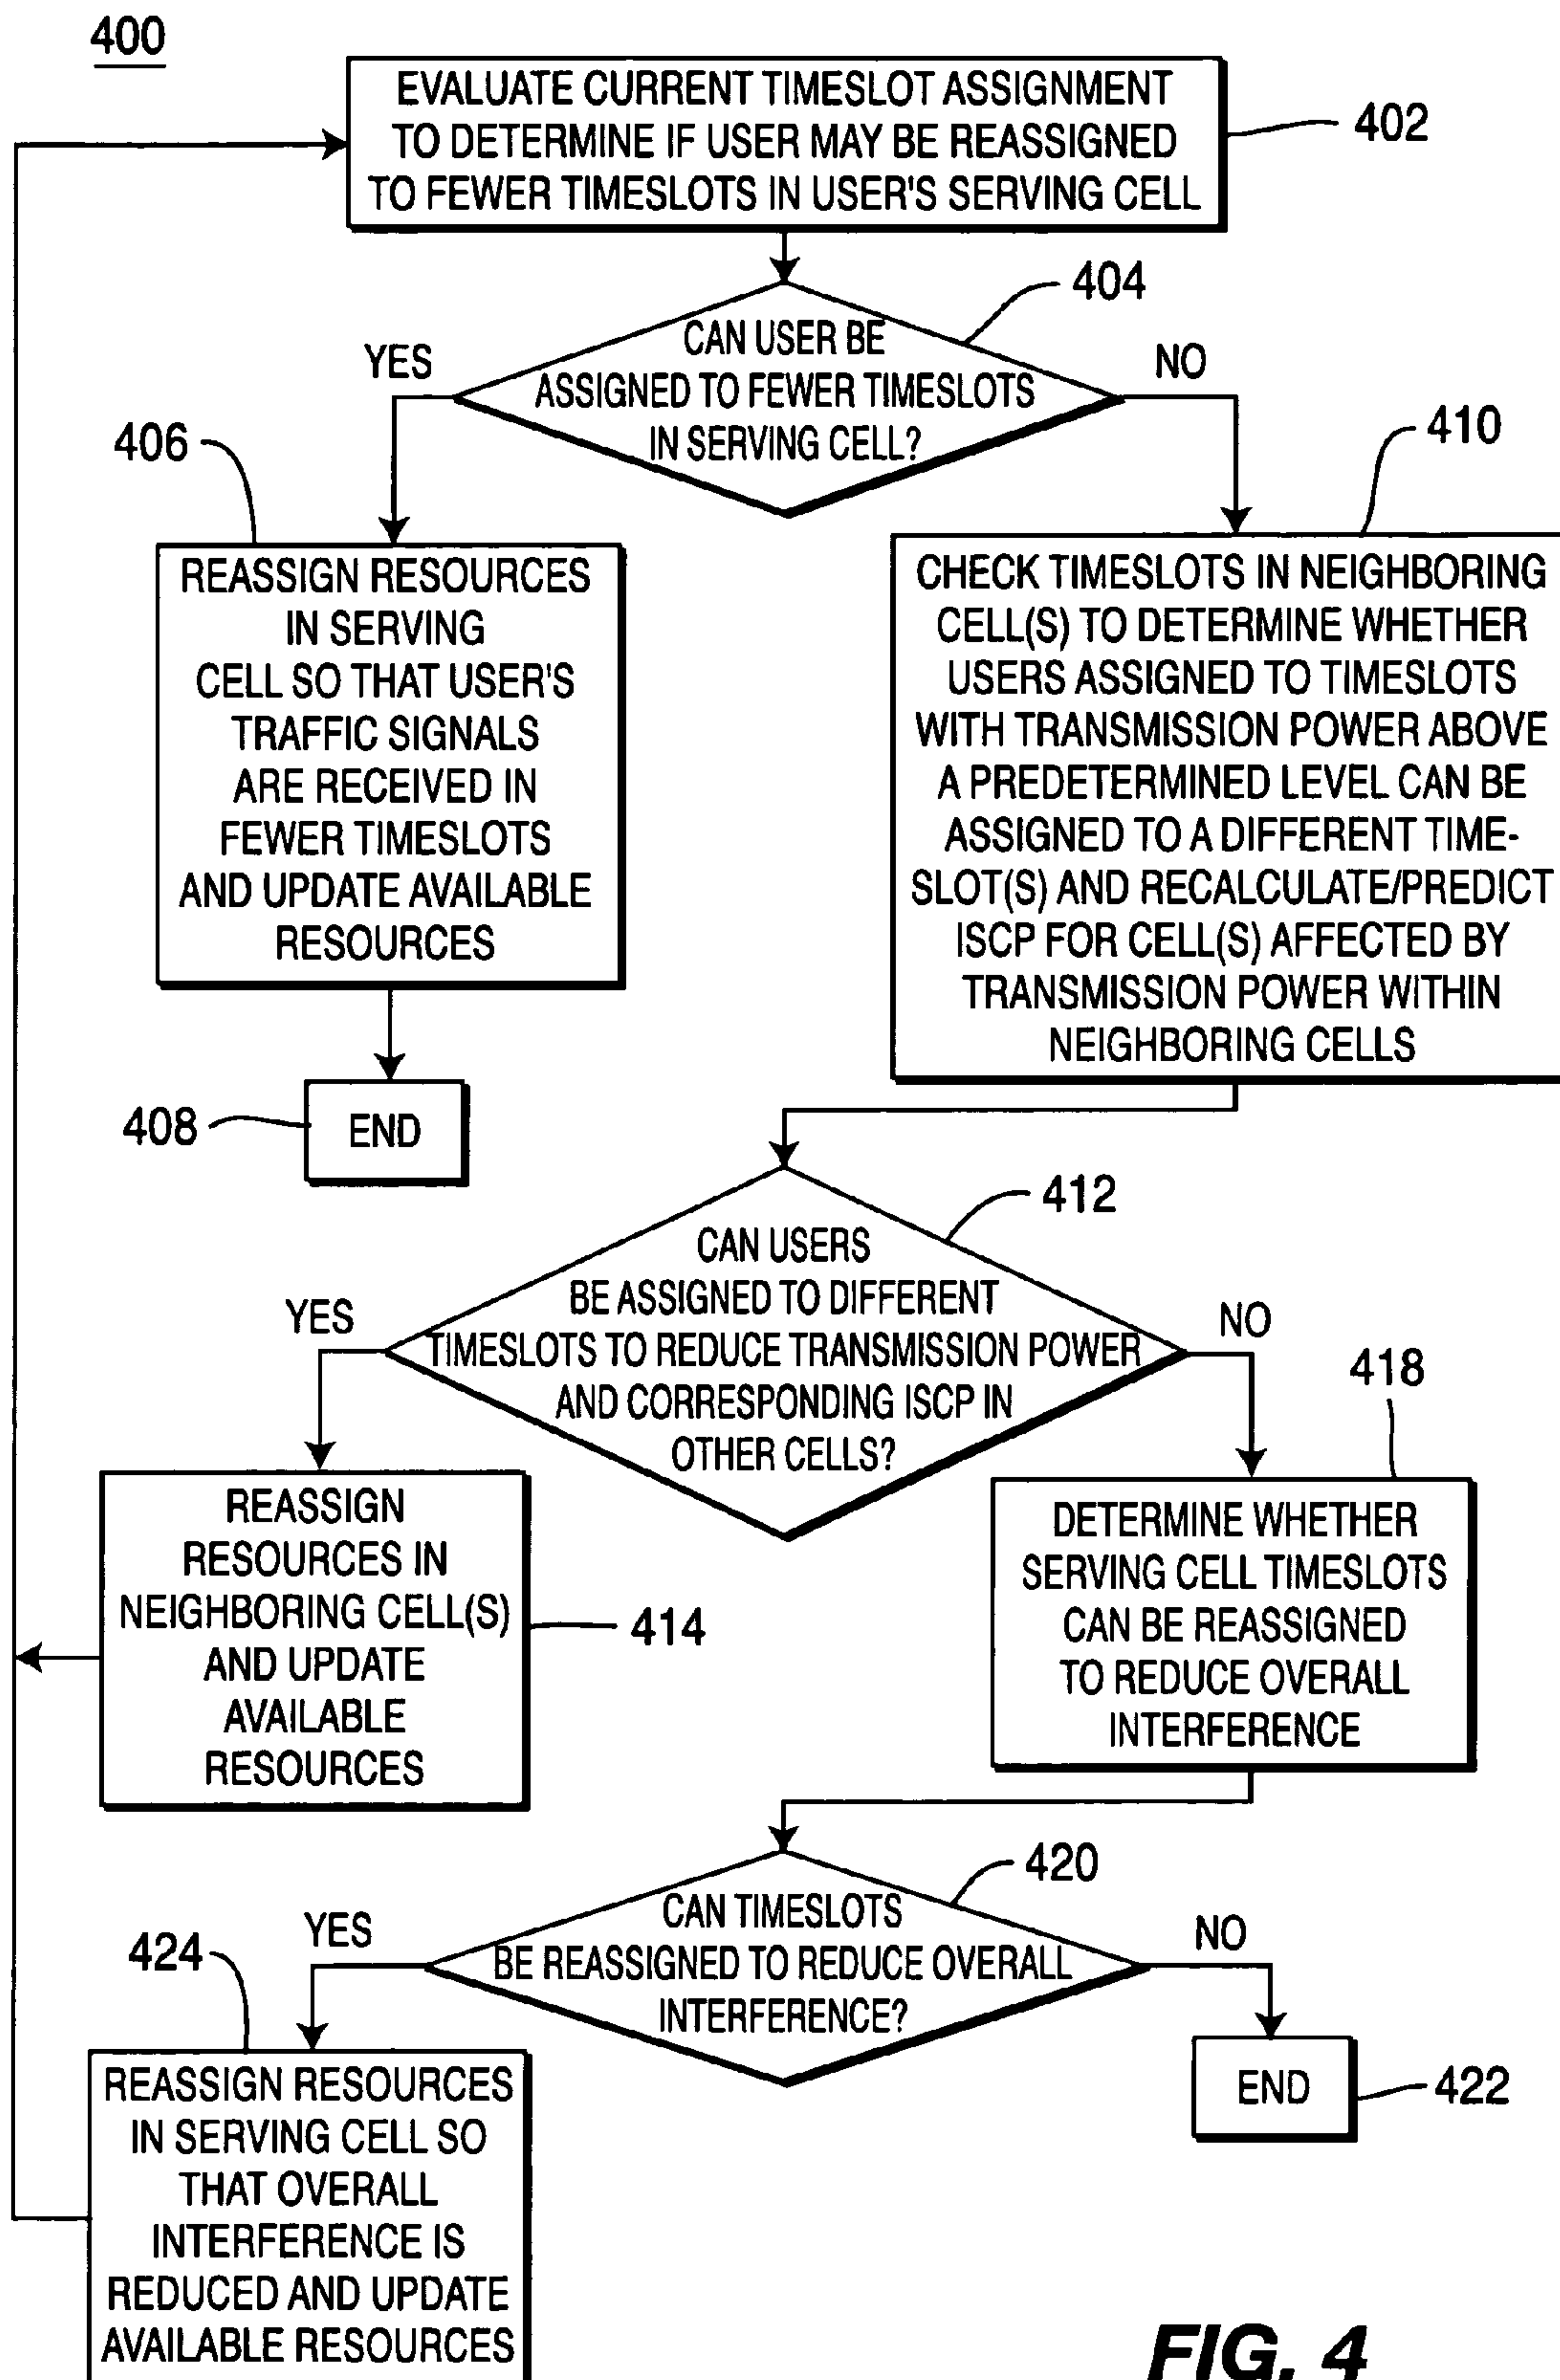 400
EVALUATE CURRENT TIMESLOT ASSIGNMENT
TO DETERMINE IF USER MAY BE REASSIGNED
TO FEWER TIMESLOTS IN USER'S SERVING CELL
402
404
CAN USER BE
ASSIGNED TO FEWER TIMESLOTS
IN SERVING CELL?
YES
NO
406
REASSIGN RESOURCES
IN SERVING
CELL SO THAT USER'S
TRAFFIC SIGNALS
ARE RECEIVED IN
FEWER TIMESLOTS
AND UPDATE AVAILABLE
RESOURCES
410
CHECK TIMESLOTS IN NEIGHBORING
CELL(S) TO DETERMINE WHETHER
USERS ASSIGNED TO TIMESLOTS
WITH TRANSMISSION POWER ABOVE
A PREDETERMINED LEVEL CAN BE
ASSIGNED TO A DIFFERENT TIME-
SLOT(S) AND RECALCULATE/PREDICT
ISCP FOR CELL(S) AFFECTED BY
TRANSMISSION POWER WITHIN
NEIGHBORING CELLS
408
END
412
CAN USERS
BE ASSIGNED TO DIFFERENT
TIMESLOTS TO REDUCE TRANSMISSION POWER
AND CORRESPONDING ISCP IN
OTHER CELLS?
YES
NO
REASSIGN
RESOURCES IN
NEIGHBORING CELL(S)
AND UPDATE
AVAILABLE
RESOURCES
414
418
DETERMINE WHETHER
SERVING CELL TIMESLOTS
CAN BE REASSIGNED
TO REDUCE OVERALL
INTERFERENCE
420
CAN TIMESLOTS
BE REASSIGNED TO REDUCE OVERALL
INTERFERENCE?
YES
NO
424
REASSIGN RESOURCES
IN SERVING CELL SO
THAT OVERALL
INTERFERENCE IS
REDUCED AND UPDATE
AVAILABLE RESOURCES
END
422
FIG. 4